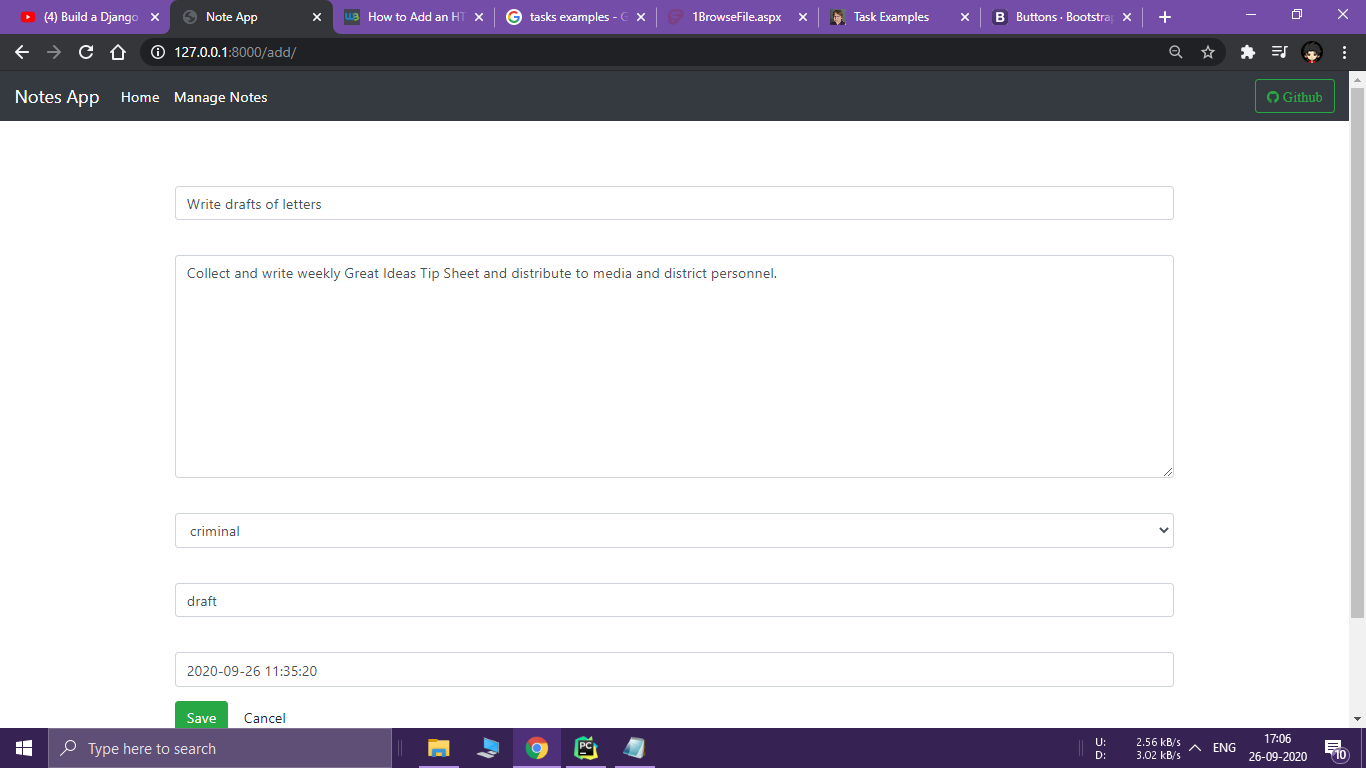 (4) Build a Django
Note App
How to Add an HT
tasks examples - G
1BrowseFile.aspx
Task Examples
Buttons · Bootstrap
127.0.0.1:8000/add/
Notes App
Home
Manage Notes
Github
Write drafts of letters
Collect and write weekly Great Ideas Tip Sheet and distribute to media and district personnel.
criminal
draft
2020-09-26 11:35:20
Save
Cancel
Type here to search
U: 2.56 kB/s
D: 3.02 kB/s
ENG
17:06
26-09-2020
10